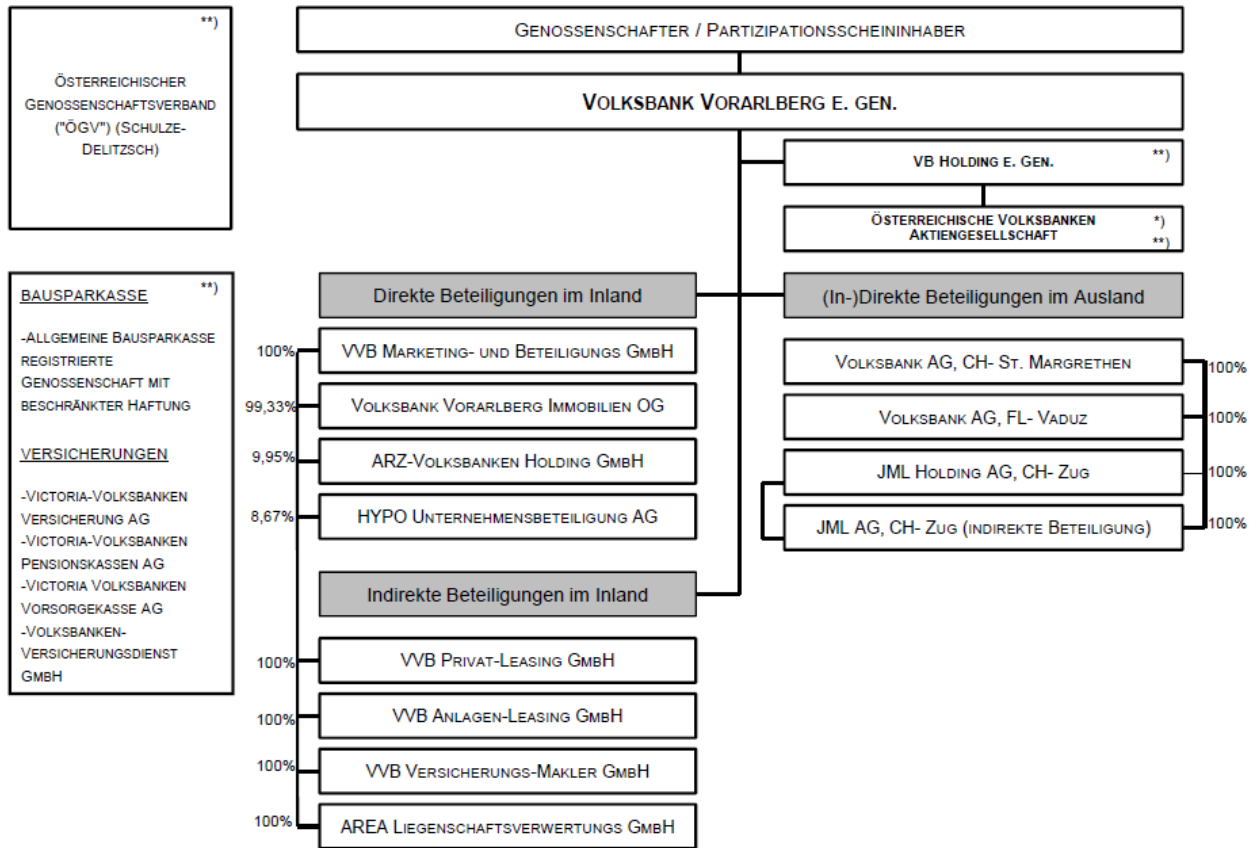 **)
ÖSTERREICHISCHER
GENOSSENSCHAFTSVERBAND
("ÖGV") (SCHULZE-
DELITZSCH)
GENOSSENSCHAFTER / PARTIZIPATIONSSCHEININHABER
VOLKSBANK VORARLBERG E. GEN.
VB HOLDING E. GEN. **)
ÖSTERREICHISCHE VOLKSBANKEN *)
AKTIENGESELLSCHAFT **)
BAUSPARKASSE **)
-ALLGEMEINE BAUSPARKASSE
REGISTRIERTE
GENOSSENSCHAFT MIT
BESCHRÄNKTER HAFTUNG
VERSICHERUNGEN
-VICTORIA-VOLKSBANKEN
VERSICHERUNG AG
-VICTORIA-VOLKSBANKEN
PENSIONSKASSEN AG
-VICTORIA VOLKSBANKEN
VORSORGEKASSE AG
-VOLKSBANKEN-
VERSICHERUNGSDIENST
GMBH
Direkte Beteiligungen im Inland
100% VVB MARKETING- UND BETEILIGUNGS GMBH
99,33% VOLKSBANK VORARLBERG IMMOBILIEN OG
9,95% ARZ-VOLKSBANKEN HOLDING GMBH
8,67% HYPO UNTERNEHMENSBETEILIGUNG AG
Indirekte Beteiligungen im Inland
100% VVB PRIVAT-LEASING GMBH
100% VVB ANLAGEN-LEASING GMBH
100% VVB VERSICHERUNGS-MAKLER GMBH
100% AREA LIEGENSCHAFTSVERWERTUNGS GMBH
(In-)Direkte Beteiligungen im Ausland
VOLKSBANK AG, CH- ST. MARGRETHEN 100%
VOLKSBANK AG, FL- VADUZ 100%
JML HOLDING AG, CH- ZUG 100%
JML AG, CH- ZUG (INDIREKTE BETEILIGUNG) 100%